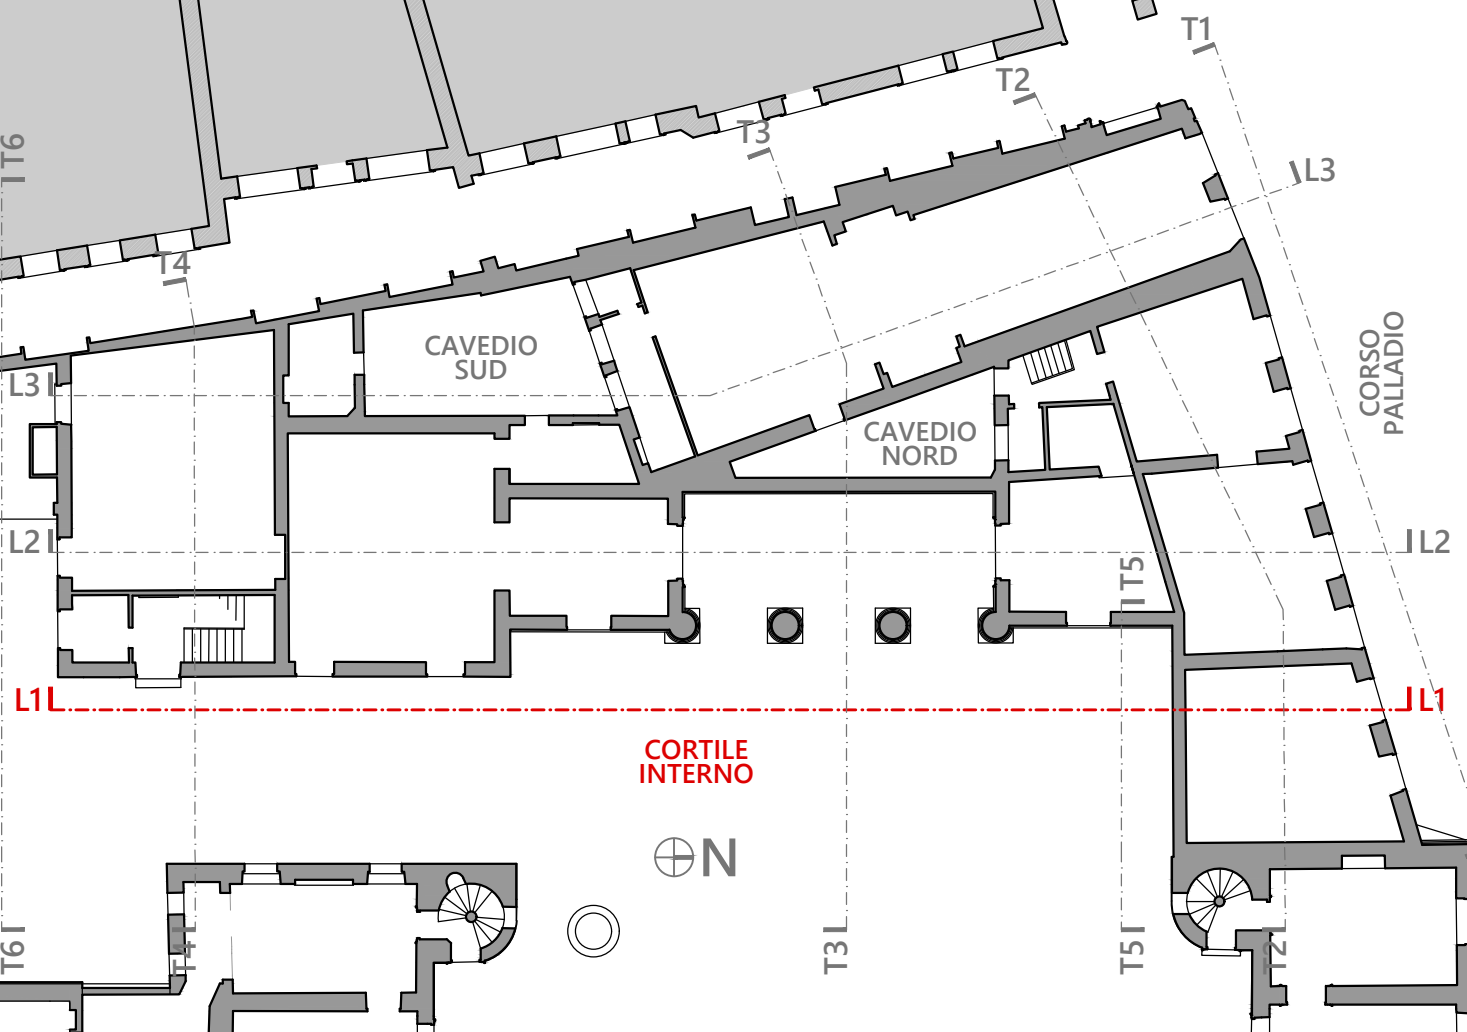 T1
T2
T3
T6
T4
L3
CAVEDIO
SUD
CORSO
PALLADIO
L3
CAVEDIO
NORD
L2
L2
T5
L1
L1
CORTILE
INTERNO
N
T6
T4
T3
T5
T2